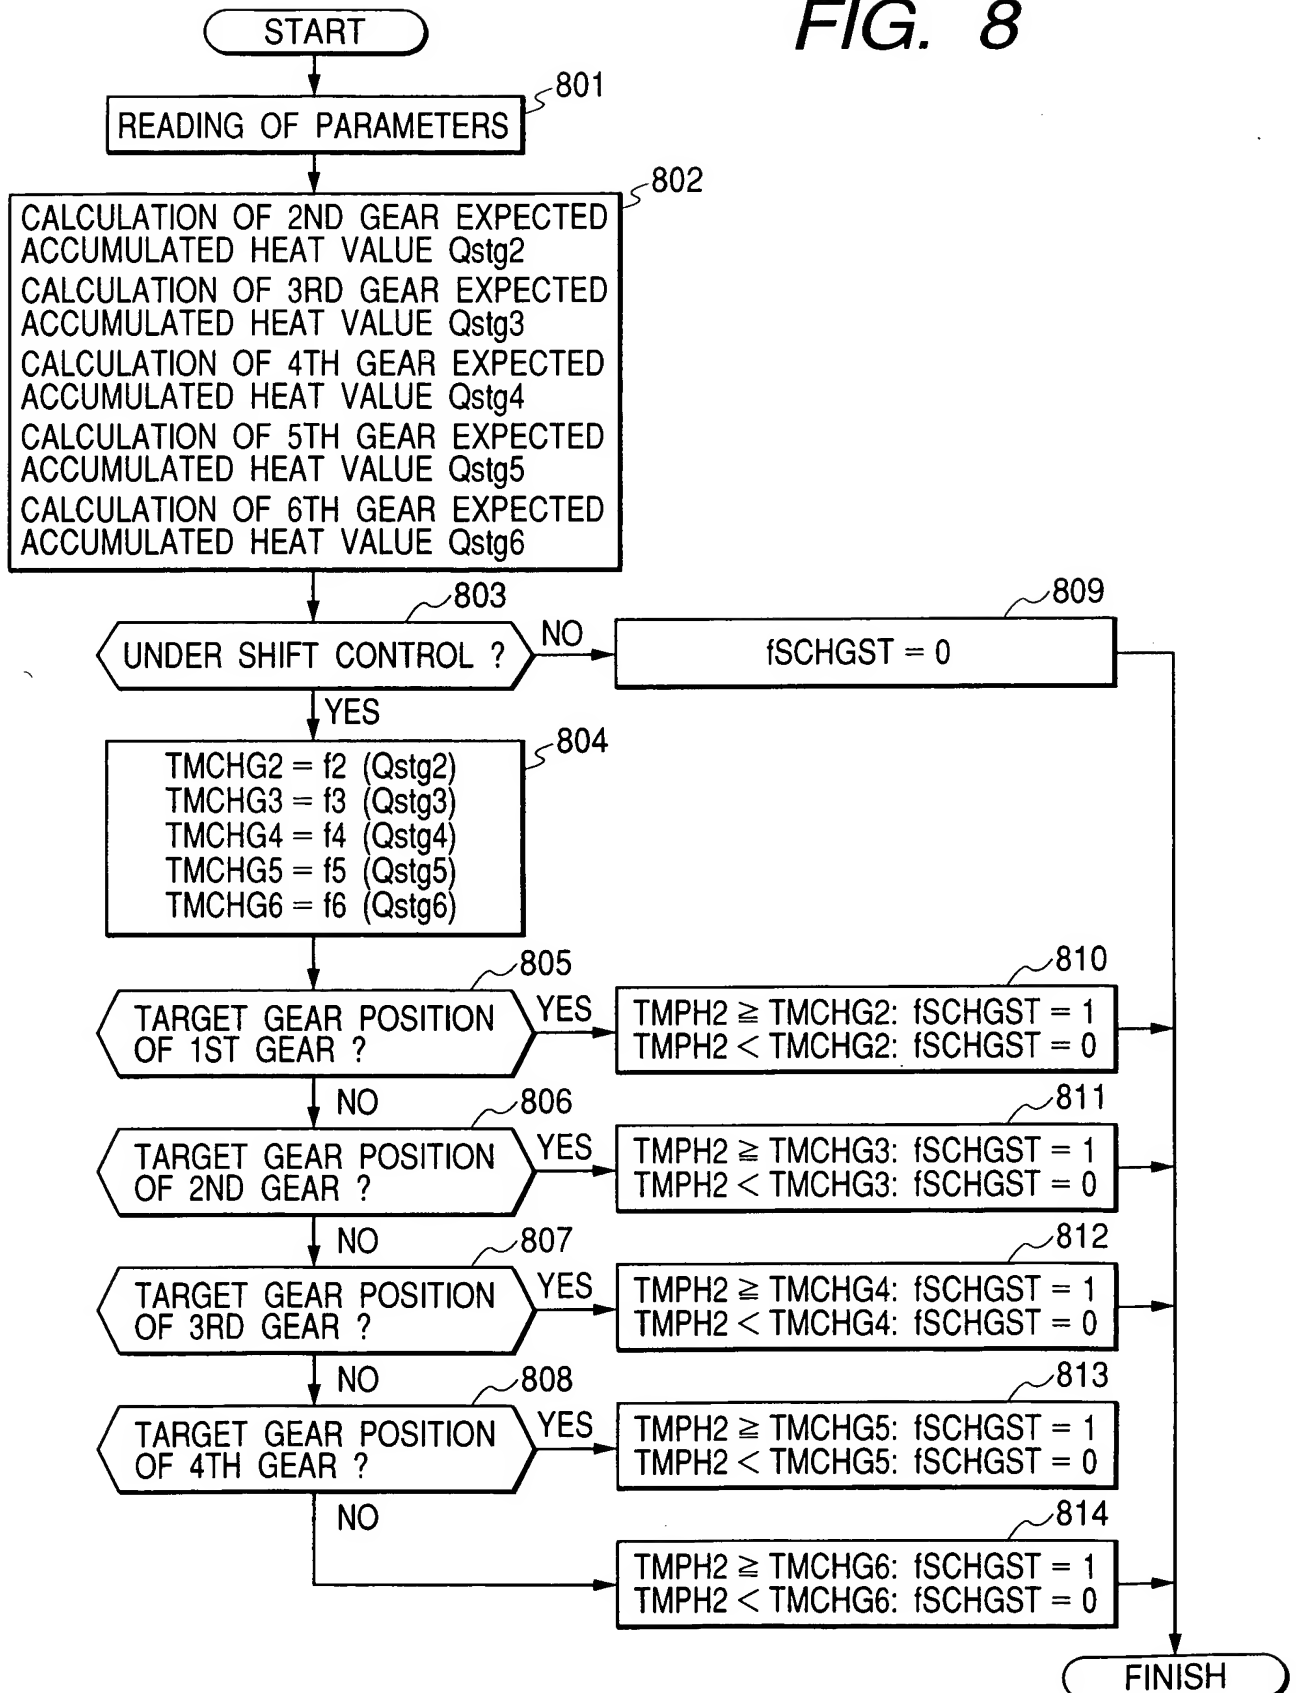 FIG. 8
START
801
READING OF PARAMETERS
802
CALCULATION OF 2ND GEAR EXPECTED
ACCUMULATED HEAT VALUE Qstg2
CALCULATION OF 3RD GEAR EXPECTED
ACCUMULATED HEAT VALUE Qstg3
CALCULATION OF 4TH GEAR EXPECTED
ACCUMULATED HEAT VALUE Qstg4
CALCULATION OF 5TH GEAR EXPECTED
ACCUMULATED HEAT VALUE Qstg5
CALCULATION OF 6TH GEAR EXPECTED
ACCUMULATED HEAT VALUE Qstg6
803
UNDER SHIFT CONTROL ?
NO
809
fSCHGST = 0
YES
804
TMCHG2 = f2 (Qstg2)
TMCHG3 = f3 (Qstg3)
TMCHG4 = f4 (Qstg4)
TMCHG5 = f5 (Qstg5)
TMCHG6 = f6 (Qstg6)
805
TARGET GEAR POSITION
OF 1ST GEAR ?
YES
810
TMPH2 ≧ TMCHG2: fSCHGST = 1
TMPH2 < TMCHG2: fSCHGST = 0
NO
806
TARGET GEAR POSITION
OF 2ND GEAR ?
YES
811
TMPH2 ≧ TMCHG3: fSCHGST = 1
TMPH2 < TMCHG3: fSCHGST = 0
NO
807
TARGET GEAR POSITION
OF 3RD GEAR ?
YES
812
TMPH2 ≧ TMCHG4: fSCHGST = 1
TMPH2 < TMCHG4: fSCHGST = 0
NO
808
TARGET GEAR POSITION
OF 4TH GEAR ?
YES
813
TMPH2 ≧ TMCHG5: fSCHGST = 1
TMPH2 < TMCHG5: fSCHGST = 0
NO
814
TMPH2 ≧ TMCHG6: fSCHGST = 1
TMPH2 < TMCHG6: fSCHGST = 0
FINISH